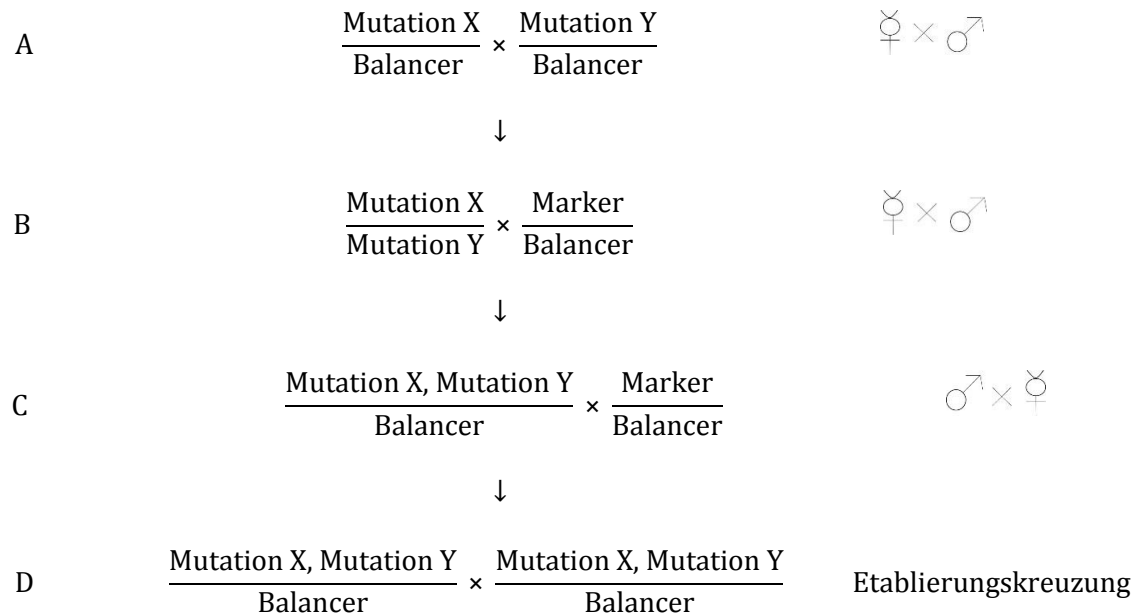 A Mutation X × Mutation Y ☿ × ♂
Balancer Balancer
↓
B Mutation X × Marker ☿ × ♂
Mutation Y Balancer
↓
C Mutation X, Mutation Y × Marker ♂ × ☿
Balancer Balancer
↓
D Mutation X, Mutation Y × Mutation X, Mutation Y Etablierungskreuzung
Balancer Balancer